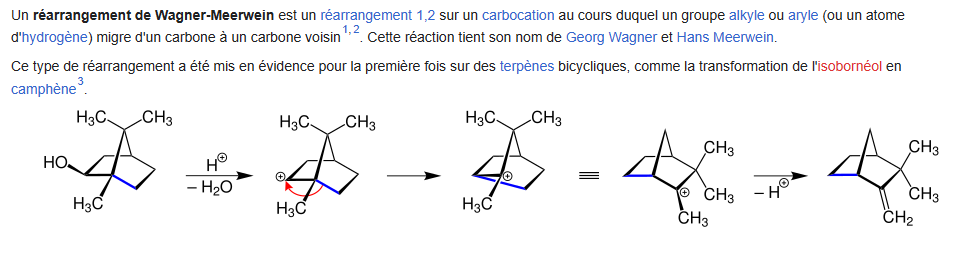 Un réarrangement de Wagner-Meerwein est un réarrangement 1,2 sur un carbocation au cours duquel un groupe alkyle ou aryle (ou un atome
d'hydrogène) migre d'un carbone à un carbone voisin1,2. Cette réaction tient son nom de Georg Wagner et Hans Meerwein.
Ce type de réarrangement a été mis en évidence pour la première fois sur des terpènes bicycliques, comme la transformation de l'isobornéol en
camphène3.
H3C CH3 HO H3C
H⊕
– H2O
H3C CH3 ⊕ H3C
H3C CH3 ⊕ H3C
CH3 CH3 ⊕ CH3
– H⊕
CH3 CH3 CH2